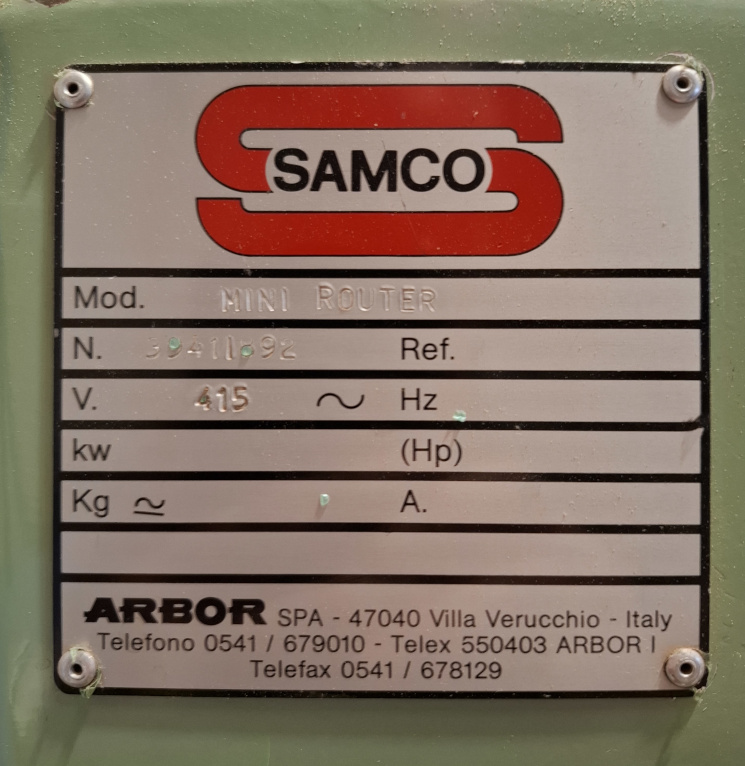 SAMCO
Mod. MINI ROUTER
N. Ref.
V. 415 ~ Hz
kw (Hp)
Kg ≃ A.
ARBOR SPA - 47040 Villa Verucchio - Italy
Telefono 0541 / 679010 - Telex 550403 ARBOR I
Telefax 0541 / 678129